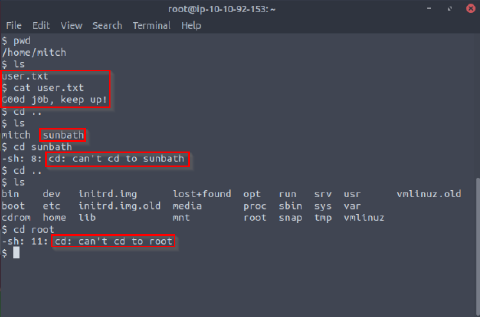 root@ip-10-10-92-153: ~
File Edit View Search Terminal Help
$ pwd
/home/mitch
$ ls
user.txt
$ cat user.txt
G00d j0b, keep up!
$ cd ..
$ ls
mitch sunbath
$ cd sunbath
-sh: 8: cd: can't cd to sunbath
$ cd ..
$ ls
bin dev initrd.img lost+found opt run srv usr vmlinuz.old
boot etc initrd.img.old media proc sbin sys var
cdrom home lib mnt root snap tmp vmlinuz
$ cd root
-sh: 11: cd: can't cd to root
$